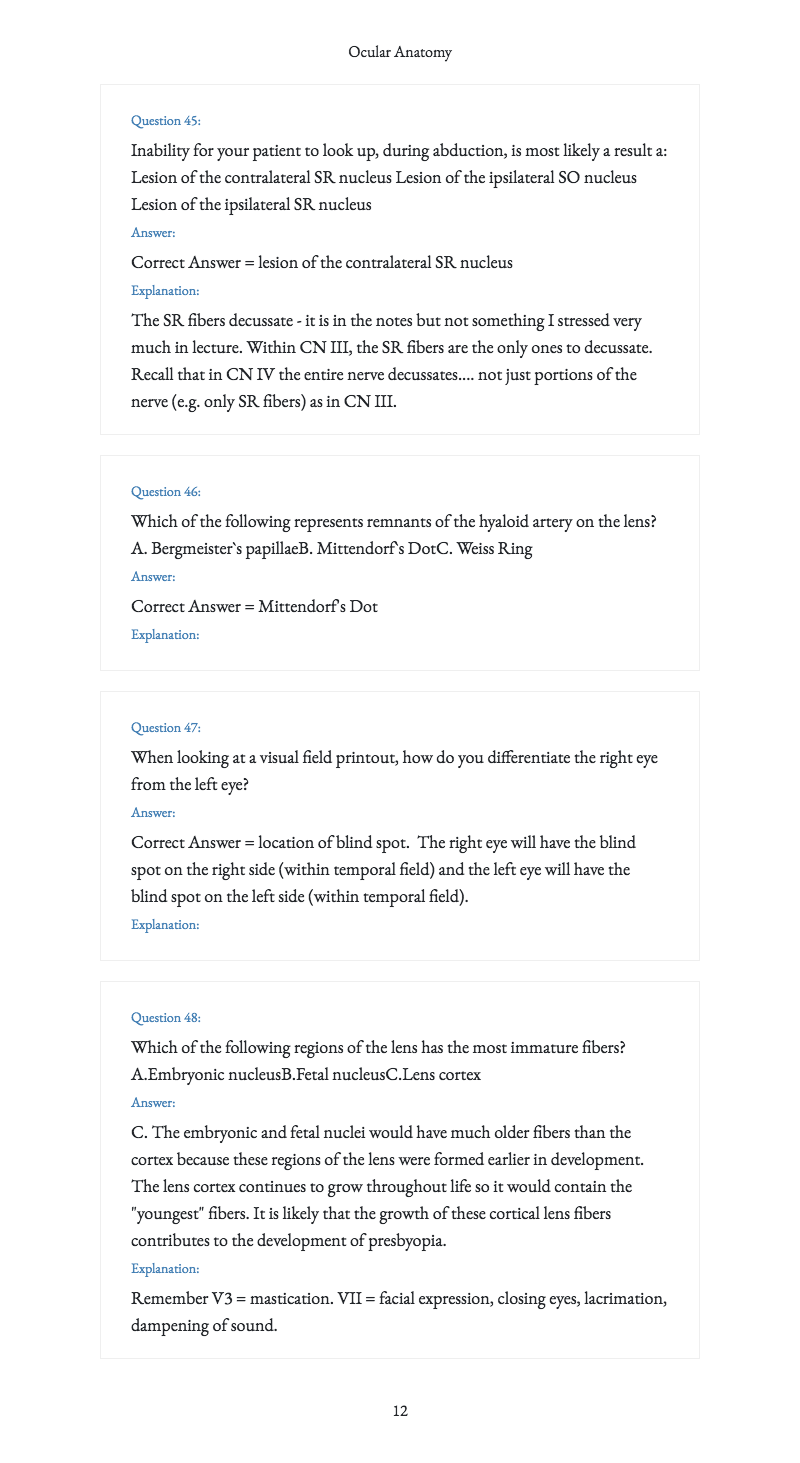 Ocular Anatomy
Question 45:
Inability for your patient to look up, during abduction, is most likely a result a:
Lesion of the contralateral SR nucleus Lesion of the ipsilateral SO nucleus
Lesion of the ipsilateral SR nucleus
Answer:
Correct Answer = lesion of the contralateral SR nucleus
Explanation:
The SR fibers decussate - it is in the notes but not something I stressed very
much in lecture. Within CN III, the SR fibers are the only ones to decussate.
Recall that in CN IV the entire nerve decussates.... not just portions of the
nerve (e.g. only SR fibers) as in CN III.
Question 46:
Which of the following represents remnants of the hyaloid artery on the lens?
A. Bergmeister`s papillaeB. Mittendorf`s DotC. Weiss Ring
Answer:
Correct Answer = Mittendorf's Dot
Explanation:
Question 47:
When looking at a visual field printout, how do you differentiate the right eye
from the left eye?
Answer:
Correct Answer = location of blind spot.  The right eye will have the blind
spot on the right side (within temporal field) and the left eye will have the
blind spot on the left side (within temporal field).
Explanation:
Question 48:
Which of the following regions of the lens has the most immature fibers?
A.Embryonic nucleusB.Fetal nucleusC.Lens cortex
Answer:
C. The embryonic and fetal nuclei would have much older fibers than the
cortex because these regions of the lens were formed earlier in development.
The lens cortex continues to grow throughout life so it would contain the
"youngest" fibers. It is likely that the growth of these cortical lens fibers
contributes to the development of presbyopia.
Explanation:
Remember V3 = mastication. VII = facial expression, closing eyes, lacrimation,
dampening of sound.
12